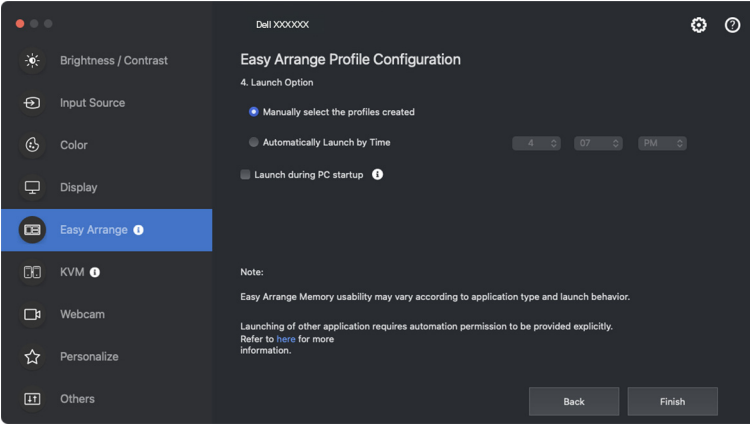 Dell XXXXXX
Brightness / Contrast
Input Source
Color
Display
Easy Arrange
KVM
Webcam
Personalize
Others
Easy Arrange Profile Configuration
4. Launch Option
Manually select the profiles created
Automatically Launch by Time
4 07 PM
Launch during PC startup
Note:
Easy Arrange Memory usability may vary according to application type and launch behavior.
Launching of other application requires automation permission to be provided explicitly.
Refer to here for more
information.
Back Finish